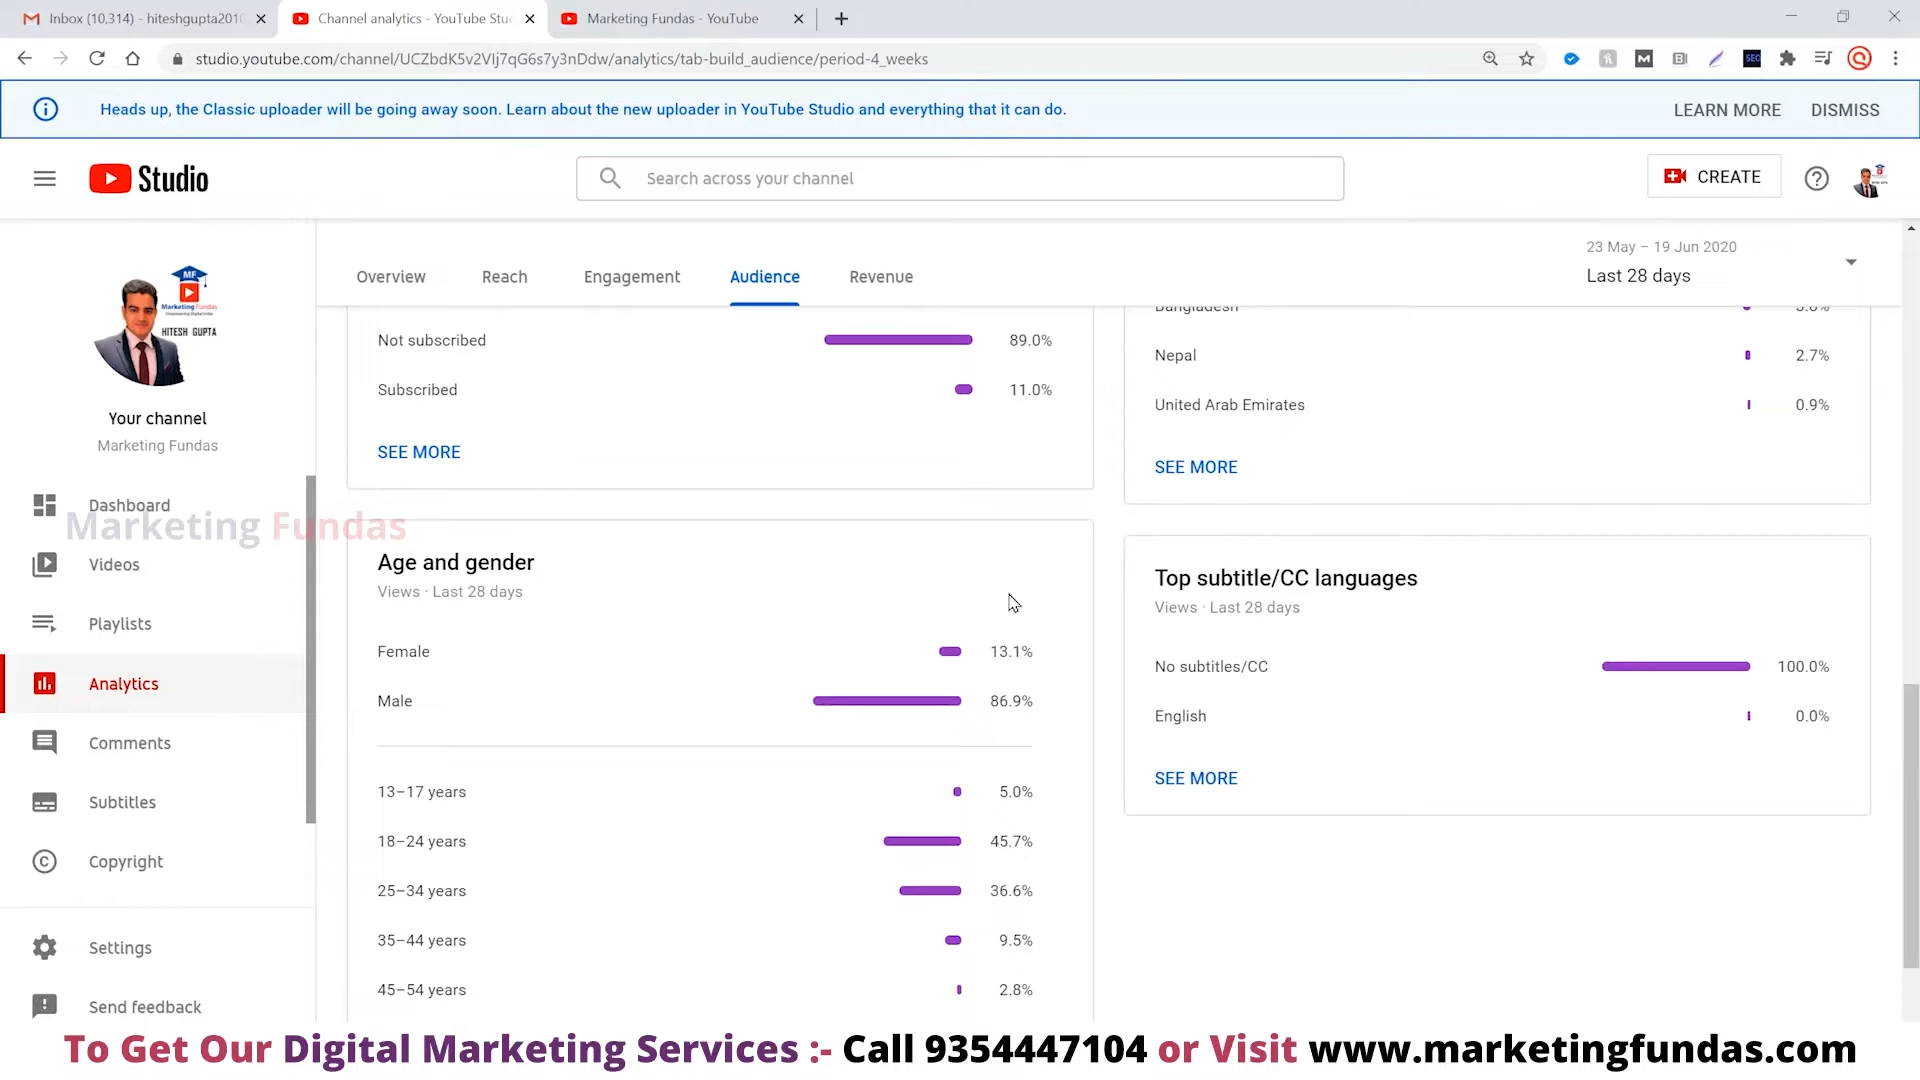 Inbox (10,314) - hiteshgupta201
Channel analytics - YouTube Stu
Marketing Fundas - YouTube
studio.youtube.com/channel/UCZbdK5v2VIj7qG6s7y3nDdw/analytics/tab-build_audience/period-4_weeks
Heads up, the Classic uploader will be going away soon. Learn about the new uploader in YouTube Studio and everything that it can do.
LEARN MORE
DISMISS
Studio
Search across your channel
CREATE
Overview
Reach
Engagement
Audience
Revenue
23 May – 19 Jun 2020
Last 28 days
MF
Marketing Fundas
HITESH GUPTA
Your channel
Marketing Fundas
Dashboard
Marketing Fundas
Videos
Playlists
Analytics
Comments
Subtitles
Copyright
Settings
Send feedback
Not subscribed 89.0%
Subscribed 11.0%
SEE MORE
Bangladesh
Nepal 2.7%
United Arab Emirates 0.9%
SEE MORE
Age and gender
Views · Last 28 days
Female 13.1%
Male 86.9%
13–17 years 5.0%
18–24 years 45.7%
25–34 years 36.6%
35–44 years 9.5%
45–54 years 2.8%
Top subtitle/CC languages
Views · Last 28 days
No subtitles/CC 100.0%
English 0.0%
SEE MORE
To Get Our Digital Marketing Services :- Call 9354447104 or Visit www.marketingfundas.com